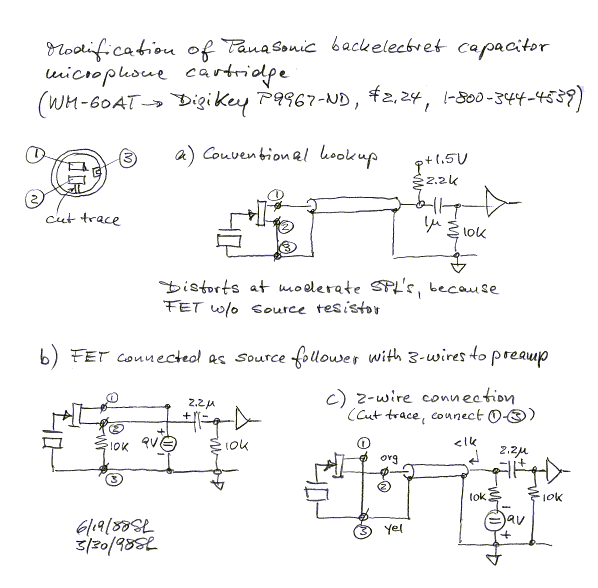 Modification of Panasonic backelectret capacitor
microphone cartridge
(WM-60AT → DigiKey P9967-ND, $2.24, 1-800-344-4539)
1
3
2
cut trace
a) Conventional hookup
+1.5V
2.2k
1
2
3
1μ
10K
Distorts at moderate SPL's, because
FET w/o source resistor
b) FET connected as source follower with 3-wires to preamp
1
2.2μ
+ -
2
10K
9V
+
-
10K
3
c) 2-wire connection
(Cut trace, connect 1-3)
1
org
2
<1k
2.2μ
- +
10K
-
9V
+
10K
3
yel
6/19/88 SL
3/30/98 SL